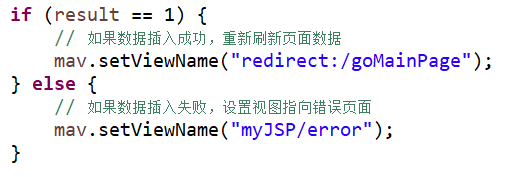 if (result == 1) {
    // 如果数据插入成功，重新刷新页面数据
    mav.setViewName("redirect:/goMainPage");
} else {
    // 如果数据插入失败，设置视图指向错误页面
    mav.setViewName("myJSP/error");
}